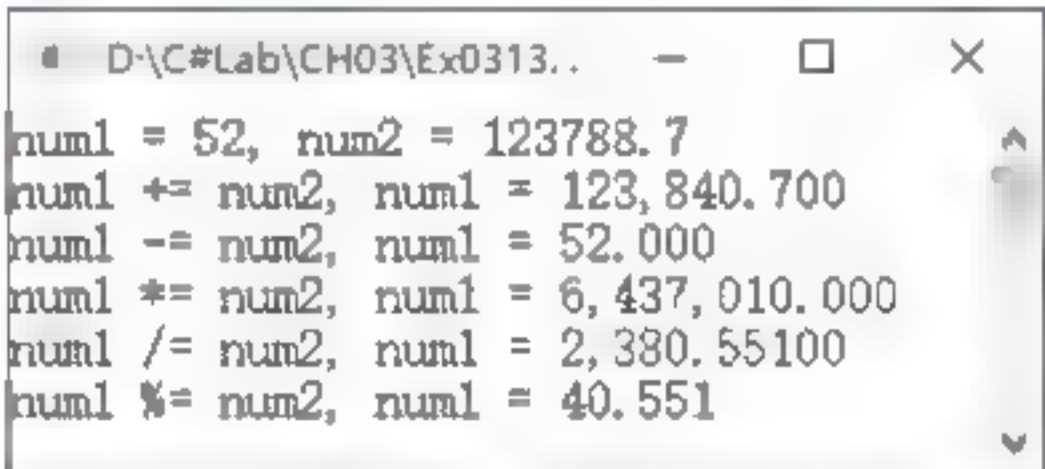 D:\C#Lab\CH03\Ex0313..
num1 = 52, num2 = 123788.7
num1 += num2, num1 = 123,840.700
num1 -= num2, num1 = 52.000
num1 *= num2, num1 = 6,437,010.000
num1 /= num2, num1 = 2,380.55100
num1 %= num2, num1 = 40.551